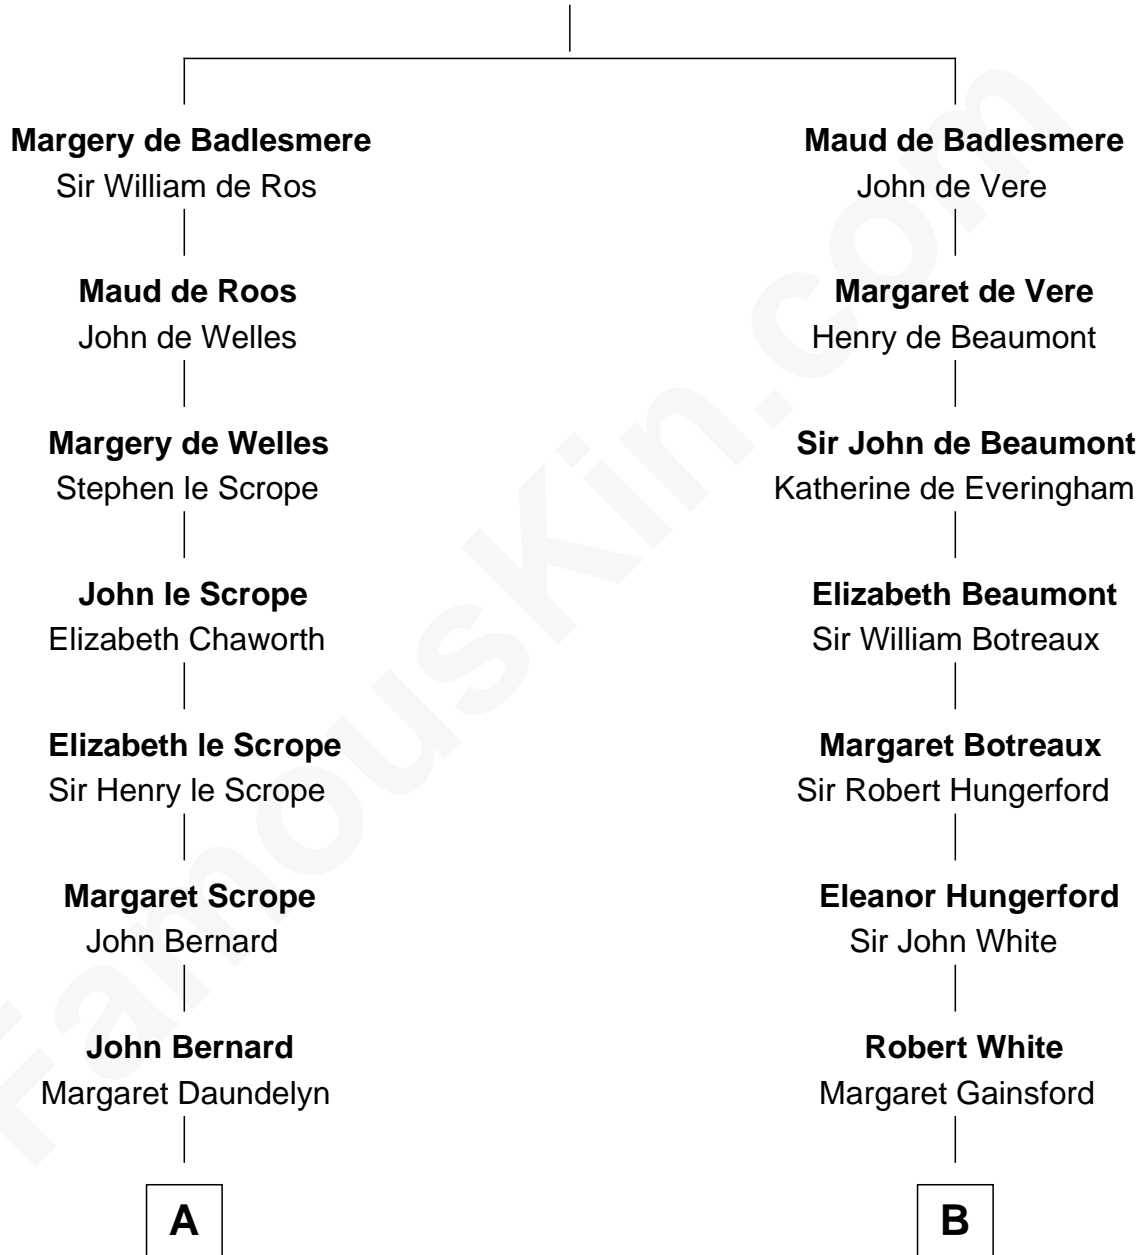 Margery de Badlesmere
Sir William de Ros
Maud de Roos
John de Welles
Margery de Welles
Stephen le Scrope
John le Scrope
Elizabeth Chaworth
Elizabeth le Scrope
Sir Henry le Scrope
Margaret Scrope
John Bernard
John Bernard
Margaret Daundelyn
A
Maud de Badlesmere
John de Vere
Margaret de Vere
Henry de Beaumont
Sir John de Beaumont
Katherine de Everingham
Elizabeth Beaumont
Sir William Botreaux
Margaret Botreaux
Sir Robert Hungerford
Eleanor Hungerford
Sir John White
Robert White
Margaret Gainsford
B
FamousKin.com